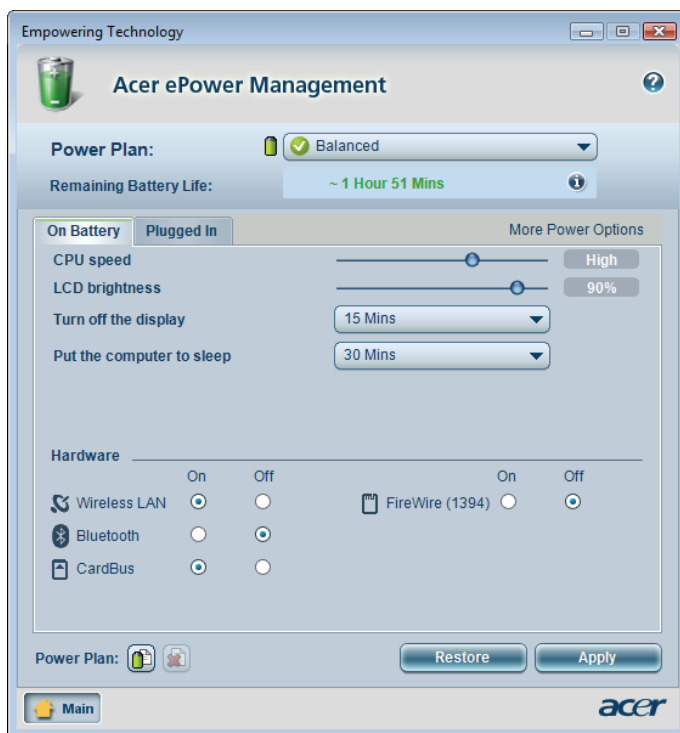 Empowering Technology
Acer ePower Management
Power Plan:
Balanced
Remaining Battery Life:
~ 1 Hour 51 Mins
On Battery
Plugged In
More Power Options
CPU speed
High
LCD brightness
90%
Turn off the display
15 Mins
Put the computer to sleep
30 Mins
Hardware
On Off On Off
Wireless LAN
FireWire (1394)
Bluetooth
CardBus
Power Plan:
Restore
Apply
Main
acer